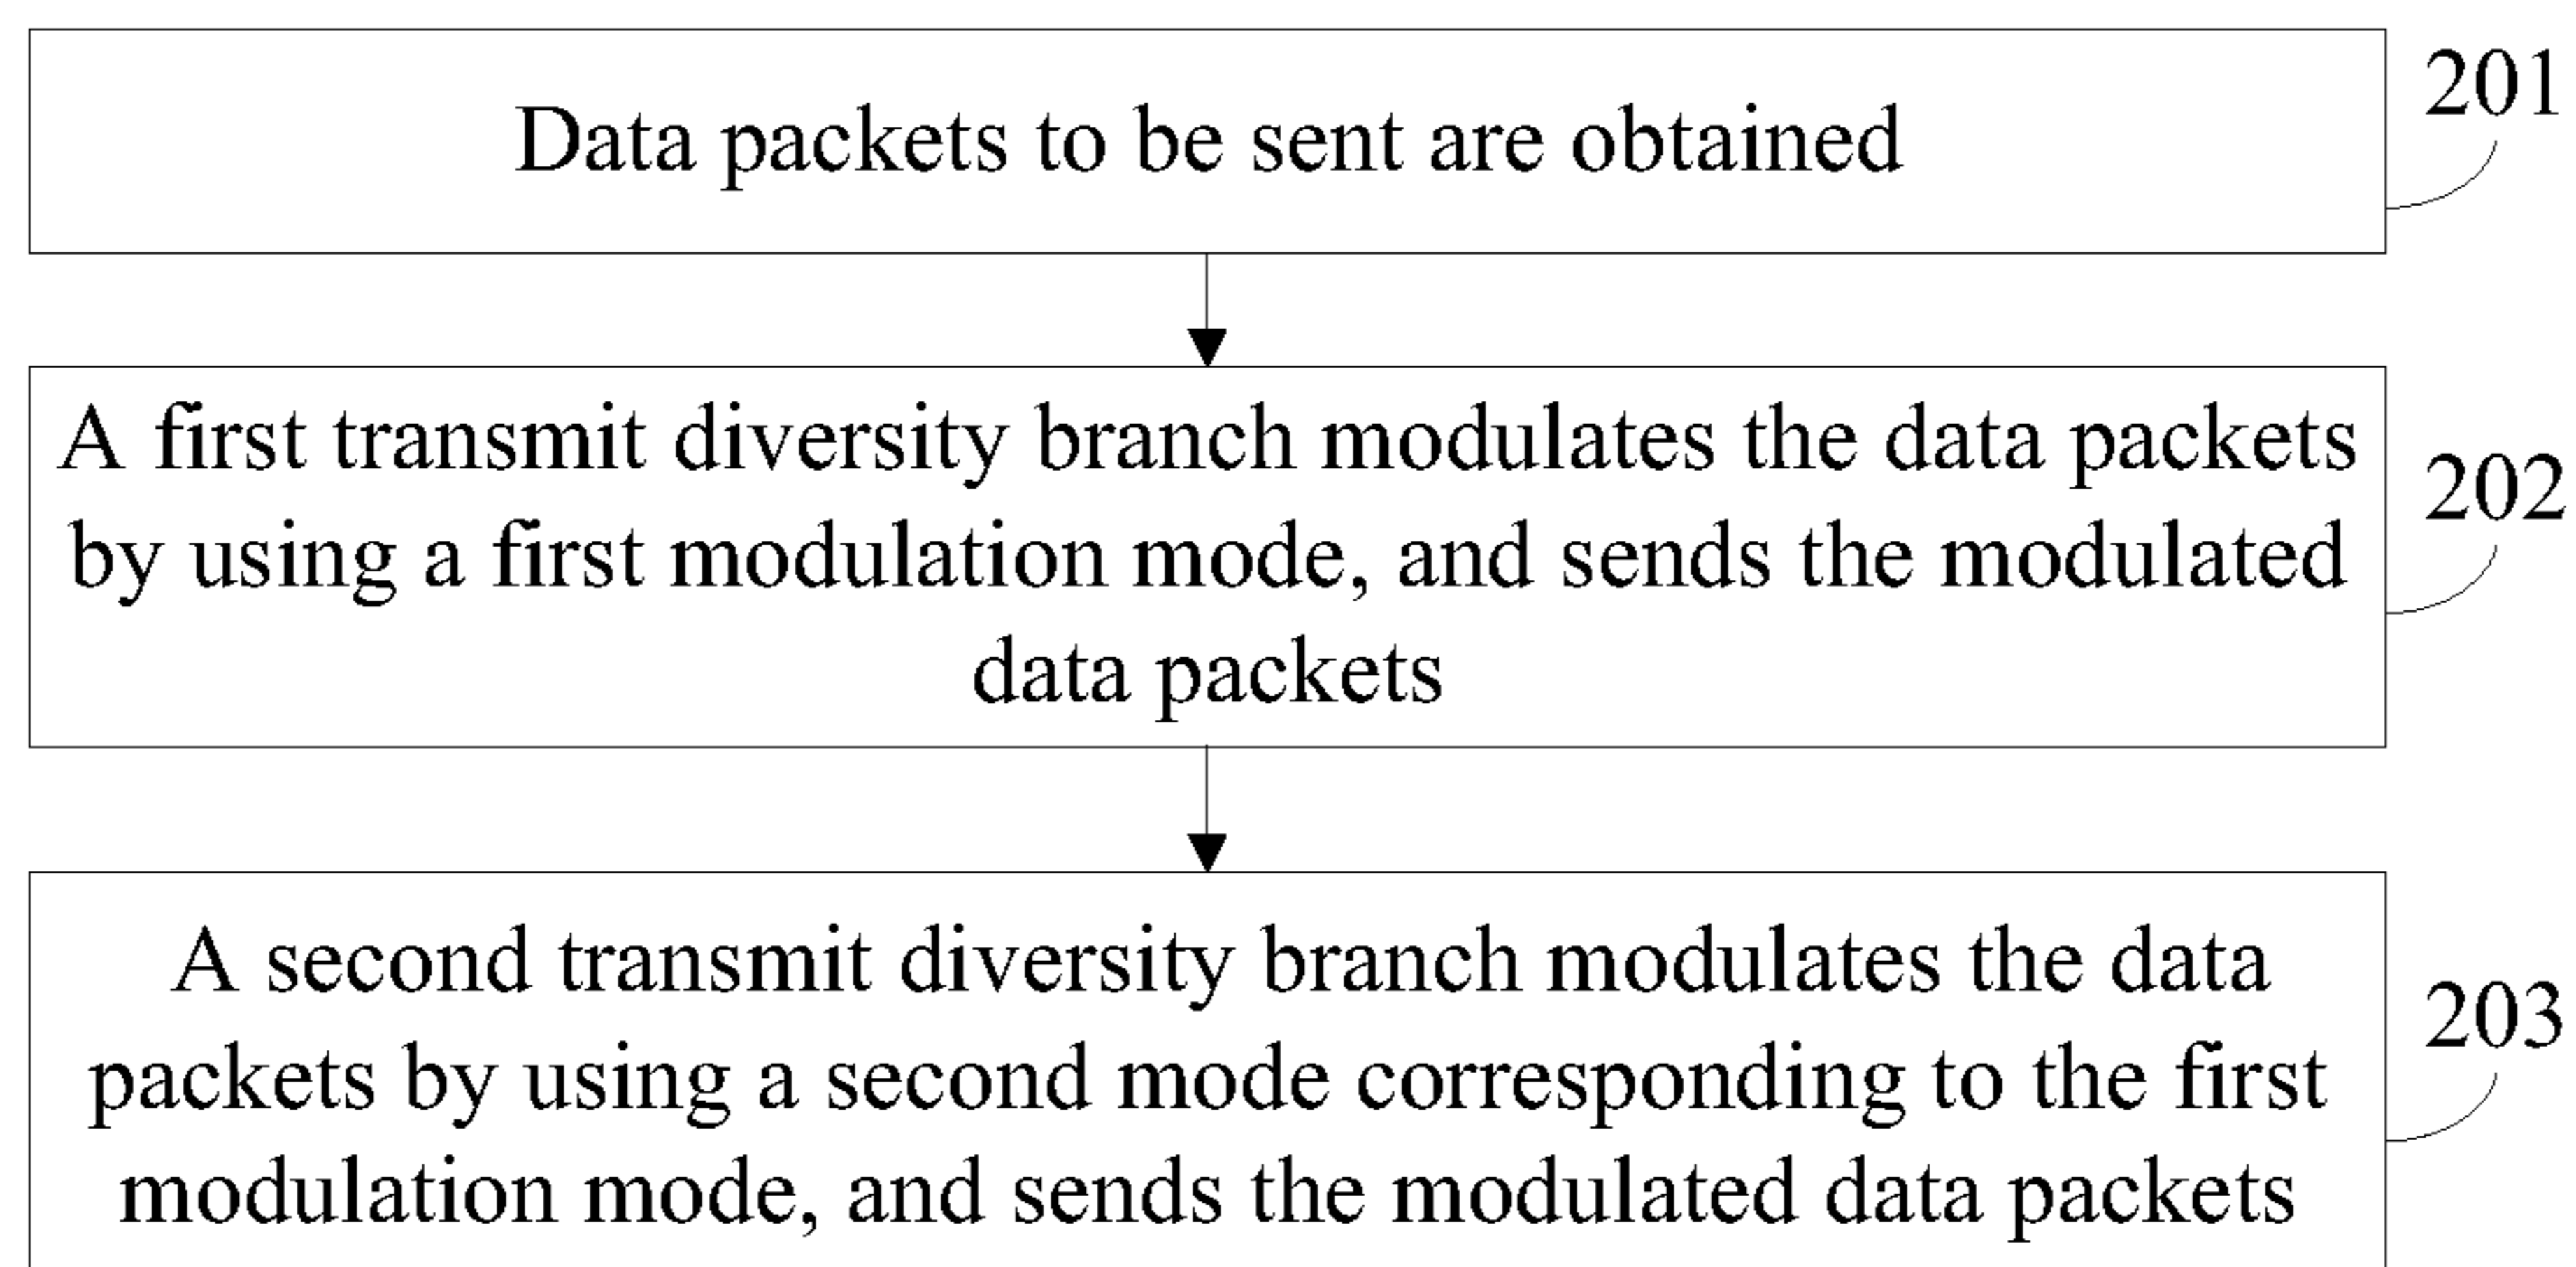 Data packets to be sent are obtained
201
A first transmit diversity branch modulates the data packets
by using a first modulation mode, and sends the modulated
data packets
202
A second transmit diversity branch modulates the data
packets by using a second mode corresponding to the first
modulation mode, and sends the modulated data packets
203